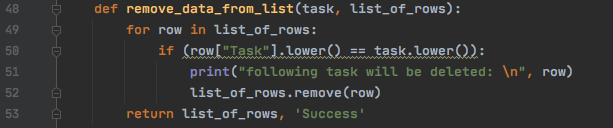 48 def remove_data_from_list(task, list_of_rows):
49 for row in list_of_rows:
50 if (row["Task"].lower() == task.lower()):
51 print("following task will be deleted: \n", row)
52 list_of_rows.remove(row)
53 return list_of_rows, 'Success'